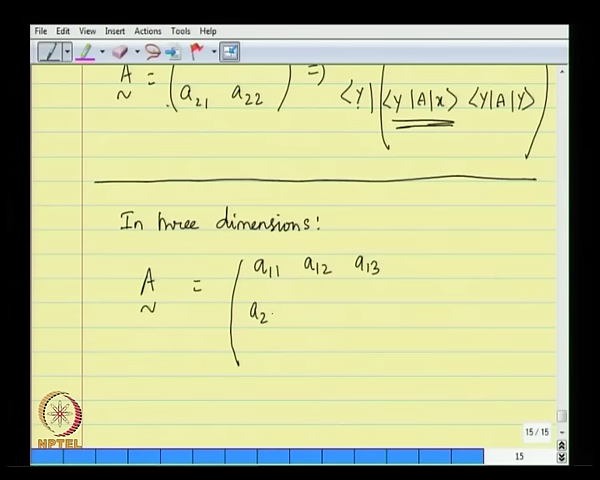 File Edit View Insert Actions Tools Help
A = ( a21 a22 ) => ⟨Y| ⟨Y|A|x⟩ ⟨Y|A|Y⟩
~
In three dimensions:
A = ( a11 a12 a13
~ a2
NPTEL
15/15
15